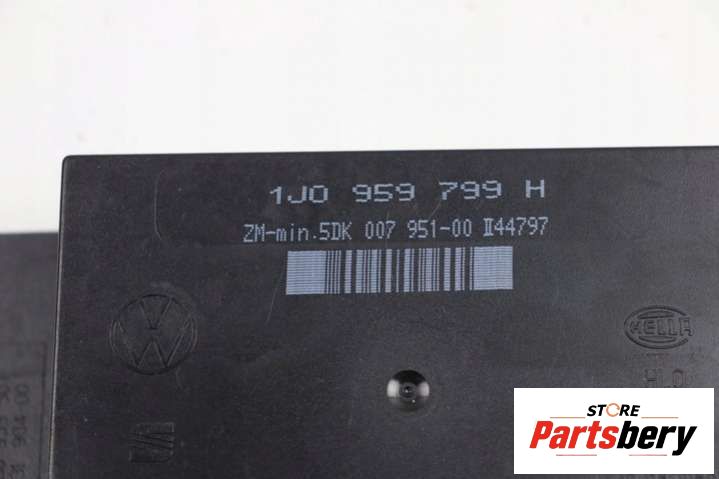 1J0 959 799 H
ZM-min.5DK 007 951-00 II44797
HELLA
STORE
Partsbery